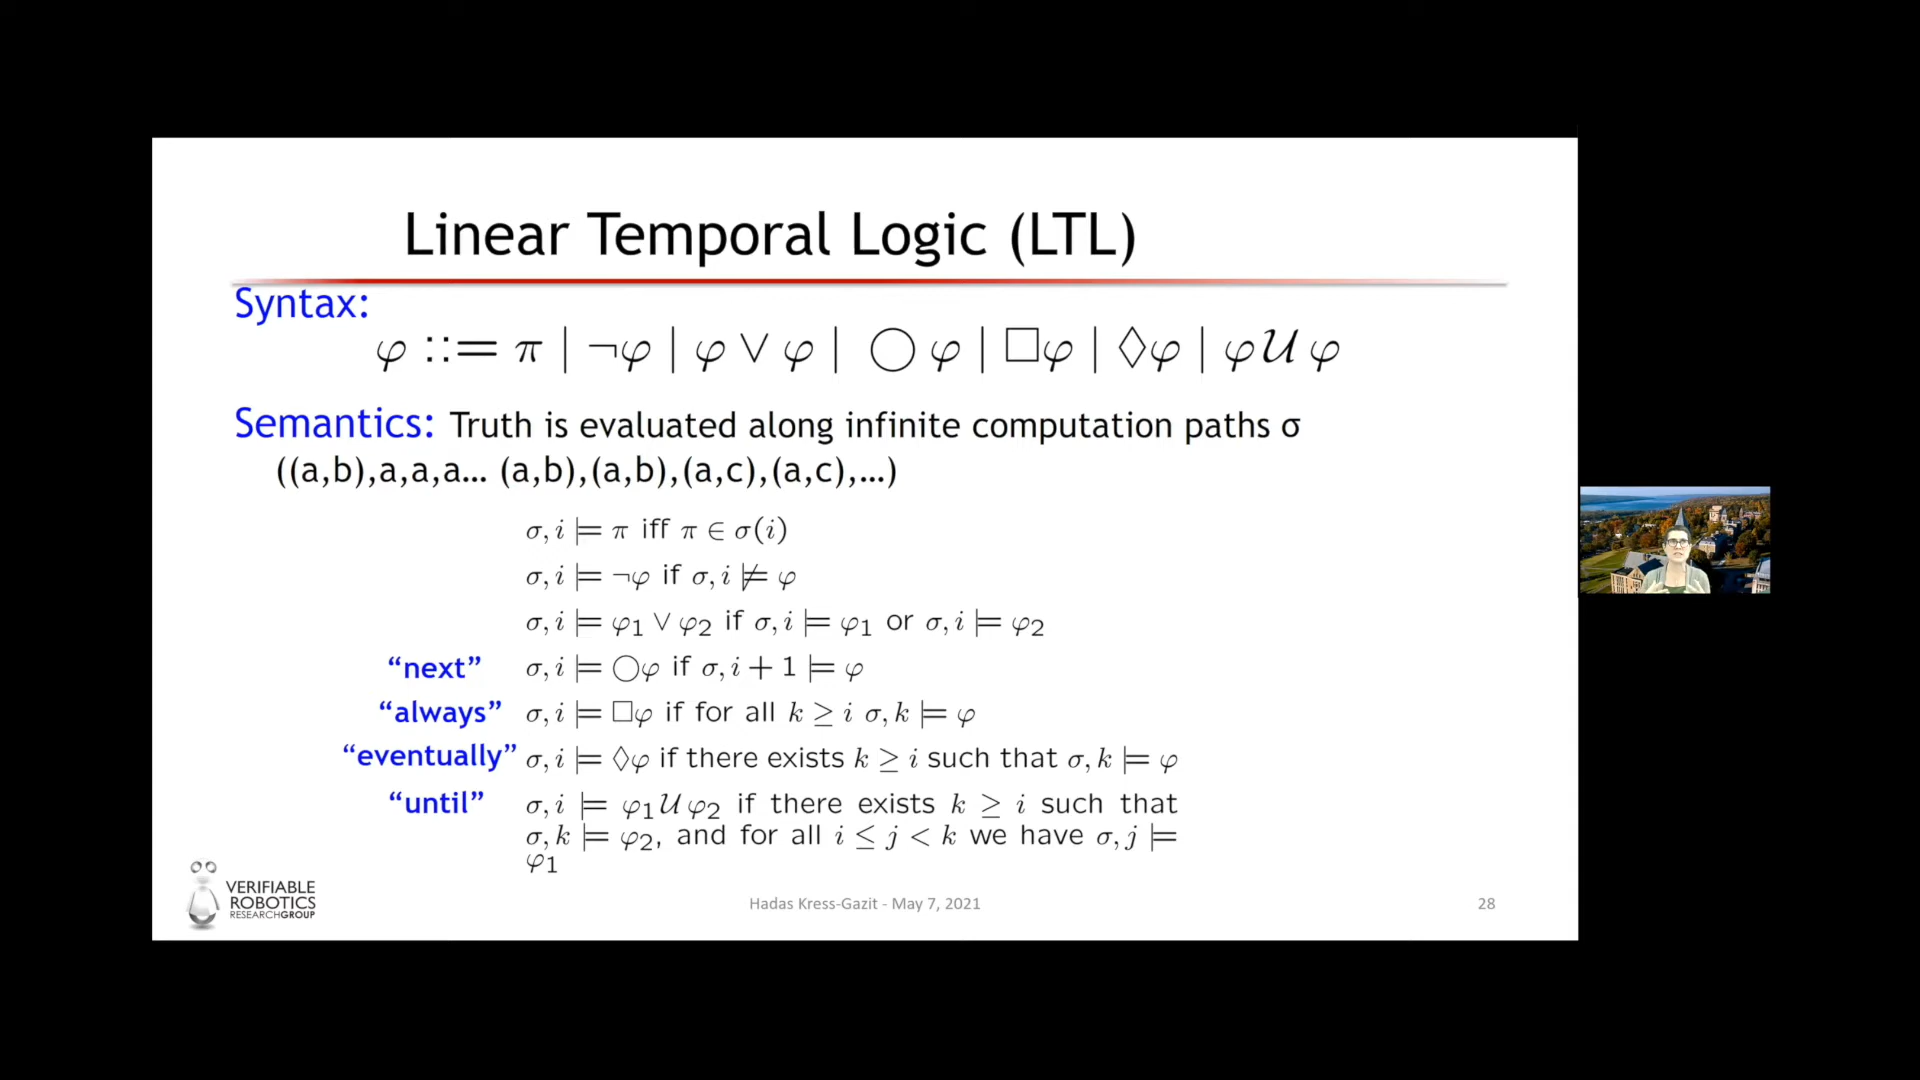 Linear Temporal Logic (LTL)
Syntax:
φ ::= π | ¬φ | φ ∨ φ | ◯ φ | □φ | ◇φ | φ 𝒰 φ
Semantics: Truth is evaluated along infinite computation paths σ
((a,b),a,a,a… (a,b),(a,b),(a,c),(a,c),…)
σ, i ⊨ π iff π ∈ σ(i)
σ, i ⊨ ¬φ if σ, i ⊭ φ
σ, i ⊨ φ₁ ∨ φ₂ if σ, i ⊨ φ₁ or σ, i ⊨ φ₂
“next” σ, i ⊨ ◯φ if σ, i + 1 ⊨ φ
“always” σ, i ⊨ □φ if for all k ≥ i σ, k ⊨ φ
“eventually” σ, i ⊨ ◇φ if there exists k ≥ i such that σ, k ⊨ φ
“until” σ, i ⊨ φ₁ 𝒰 φ₂ if there exists k ≥ i such that
σ, k ⊨ φ₂, and for all i ≤ j < k we have σ, j ⊨
φ₁
VERIFIABLE
ROBOTICS
RESEARCHGROUP
Hadas Kress-Gazit - May 7, 2021
28